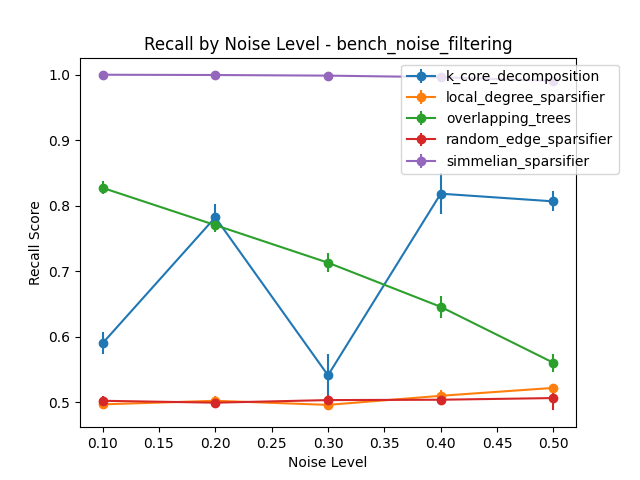 Recall by Noise Level - bench_noise_filtering
k_core_decomposition
local_degree_sparsifier
overlapping_trees
random_edge_sparsifier
simmelian_sparsifier
Recall Score
1.0
0.9
0.8
0.7
0.6
0.5
0.10 0.15 0.20 0.25 0.30 0.35 0.40 0.45 0.50
Noise Level